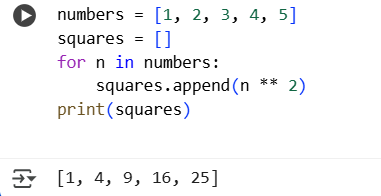 numbers = [1, 2, 3, 4, 5]
squares = []
for n in numbers:
    squares.append(n ** 2)
print(squares)
[1, 4, 9, 16, 25]